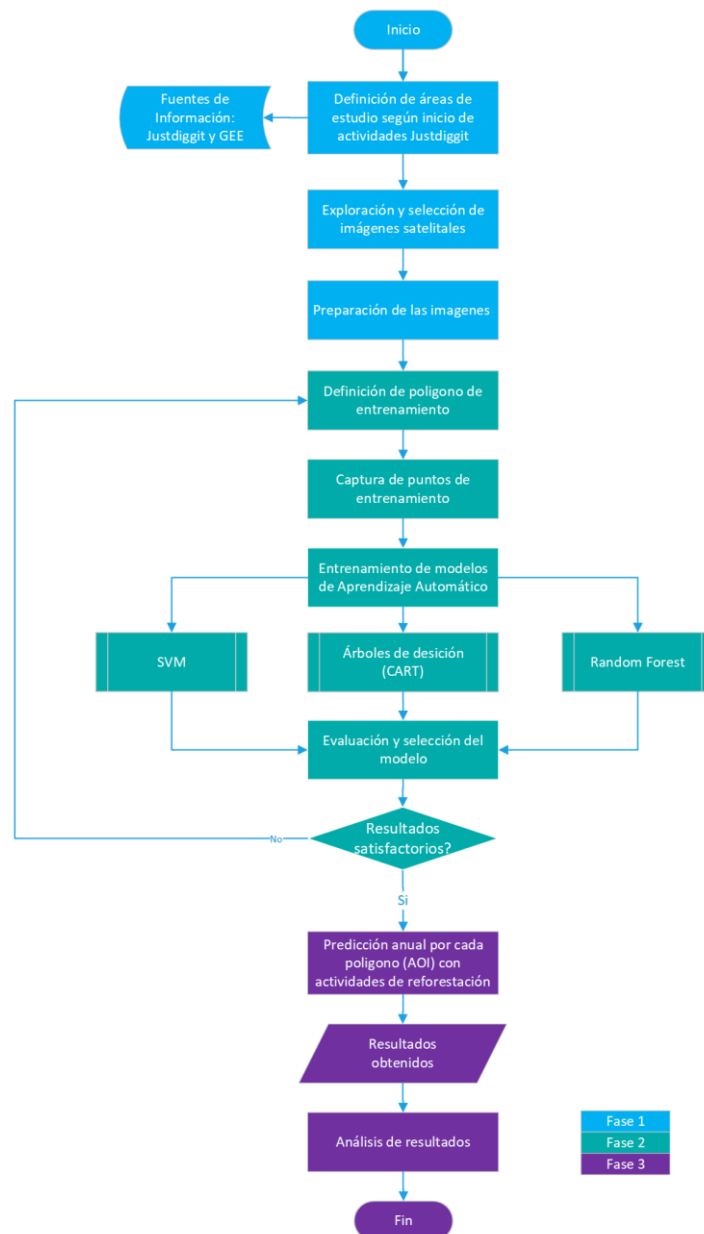 Inicio
Fuentes de
Información:
Justdiggit y GEE
Definición de áreas de
estudio según inicio de
actividades Justdiggit
Exploración y selección de
imágenes satelitales
Preparación de las imagenes
Definición de poligono de
entrenamiento
Captura de puntos de
entrenamiento
Entrenamiento de modelos
de Aprendizaje Automático
SVM
Árboles de desición
(CART)
Random Forest
Evaluación y selección del
modelo
Resultados
satisfactorios?
No
Si
Predicción anual por cada
poligono (AOI) con
actividades de reforestación
Resultados
obtenidos
Análisis de resultados
Fin
Fase 1
Fase 2
Fase 3